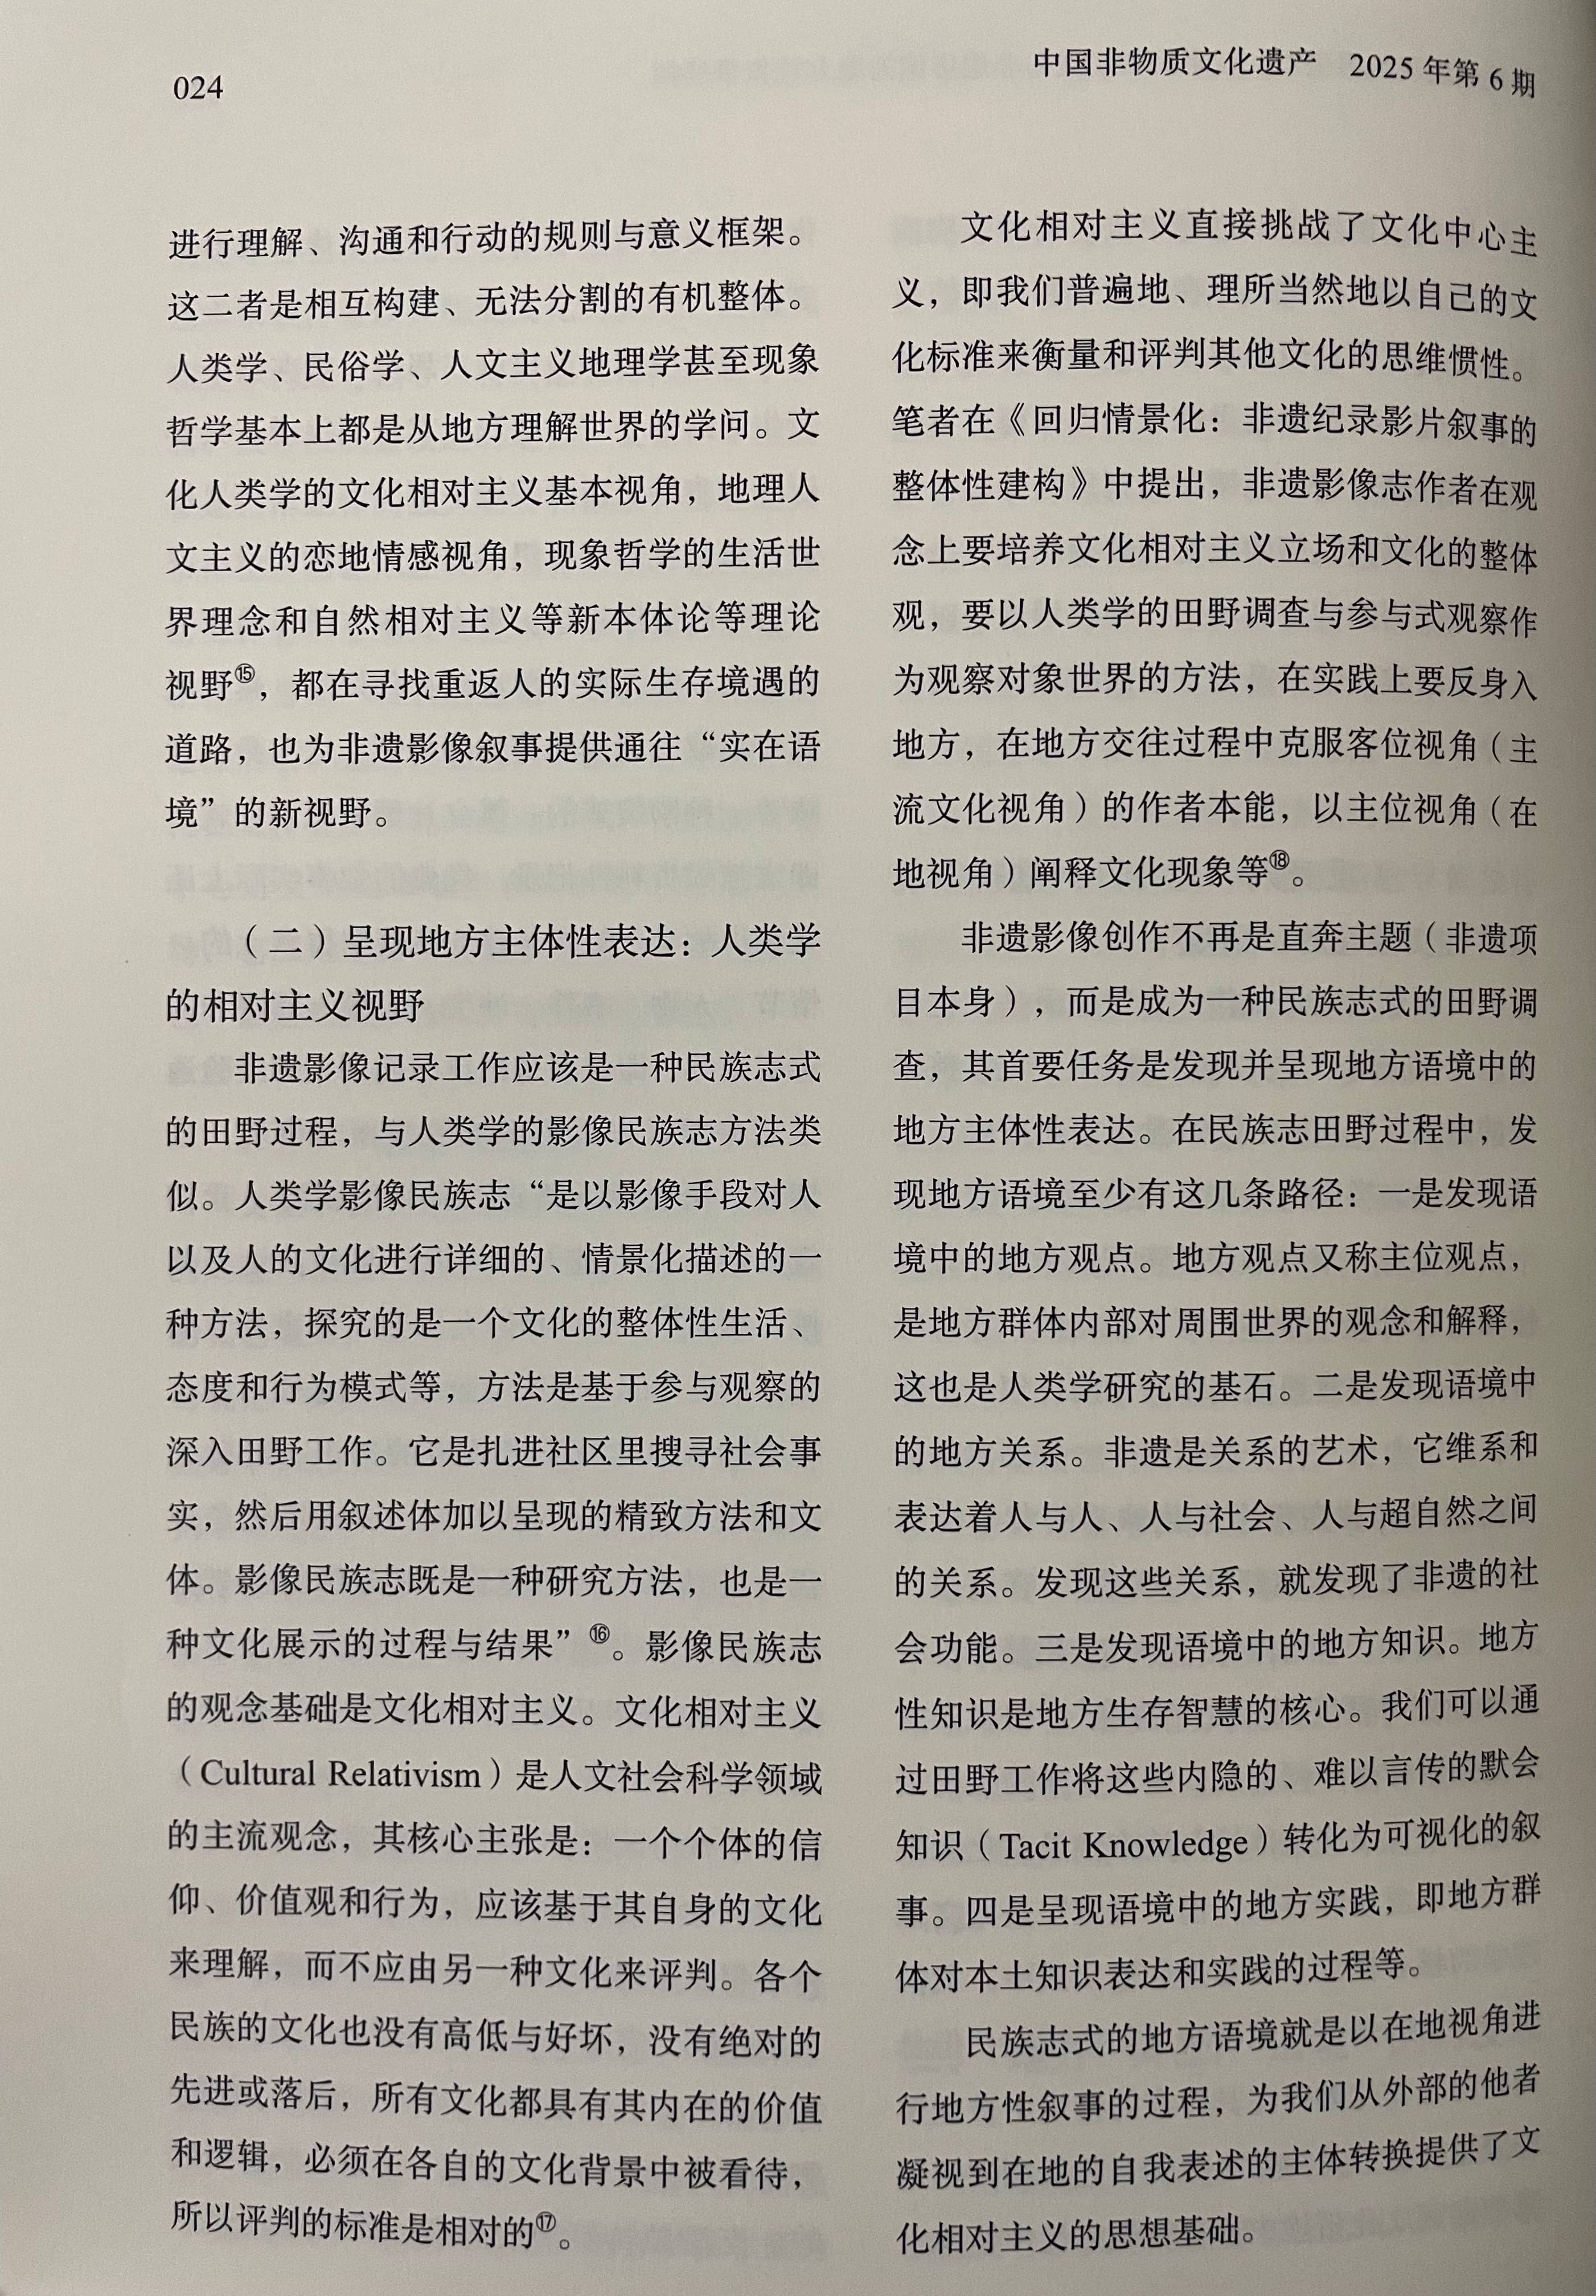 024
中国非物质文化遗产 2025 年第 6 期
进行理解、沟通和行动的规则与意义框架。
这二者是相互构建、无法分割的有机整体。
人类学、民俗学、人文主义地理学甚至现象
哲学基本上都是从地方理解世界的学问。文
化人类学的文化相对主义基本视角，地理人
文主义的恋地情感视角，现象哲学的生活世
界理念和自然相对主义等新本体论等理论
视野⑮，都在寻找重返人的实际生存境遇的
道路，也为非遗影像叙事提供通往“实在语
境”的新视野。
（二）呈现地方主体性表达：人类学
的相对主义视野
非遗影像记录工作应该是一种民族志式
的田野过程，与人类学的影像民族志方法类
似。人类学影像民族志“是以影像手段对人
以及人的文化进行详细的、情景化描述的一
种方法，探究的是一个文化的整体性生活、
态度和行为模式等，方法是基于参与观察的
深入田野工作。它是扎进社区里搜寻社会事
实，然后用叙述体加以呈现的精致方法和文
体。影像民族志既是一种研究方法，也是一
种文化展示的过程与结果”⑯。影像民族志
的观念基础是文化相对主义。文化相对主义
（Cultural Relativism）是人文社会科学领域
的主流观念，其核心主张是：一个个体的信
仰、价值观和行为，应该基于其自身的文化
来理解，而不应由另一种文化来评判。各个
民族的文化也没有高低与好坏，没有绝对的
先进或落后，所有文化都具有其内在的价值
和逻辑，必须在各自的文化背景中被看待，
所以评判的标准是相对的⑰。
文化相对主义直接挑战了文化中心主
义，即我们普遍地、理所当然地以自己的文
化标准来衡量和评判其他文化的思维惯性。
笔者在《回归情景化：非遗纪录影片叙事的
整体性建构》中提出，非遗影像志作者在观
念上要培养文化相对主义立场和文化的整体
观，要以人类学的田野调查与参与式观察作
为观察对象世界的方法，在实践上要反身入
地方，在地方交往过程中克服客位视角（主
流文化视角）的作者本能，以主位视角（在
地视角）阐释文化现象等⑱。
非遗影像创作不再是直奔主题（非遗项
目本身），而是成为一种民族志式的田野调
查，其首要任务是发现并呈现地方语境中的
地方主体性表达。在民族志田野过程中，发
现地方语境至少有这几条路径：一是发现语
境中的地方观点。地方观点又称主位观点，
是地方群体内部对周围世界的观念和解释，
这也是人类学研究的基石。二是发现语境中
的地方关系。非遗是关系的艺术，它维系和
表达着人与人、人与社会、人与超自然之间
的关系。发现这些关系，就发现了非遗的社
会功能。三是发现语境中的地方知识。地方
性知识是地方生存智慧的核心。我们可以通
过田野工作将这些内隐的、难以言传的默会
知识（Tacit Knowledge）转化为可视化的叙
事。四是呈现语境中的地方实践，即地方群
体对本土知识表达和实践的过程等。
民族志式的地方语境就是以在地视角进
行地方性叙事的过程，为我们从外部的他者
凝视到在地的自我表述的主体转换提供了文
化相对主义的思想基础。